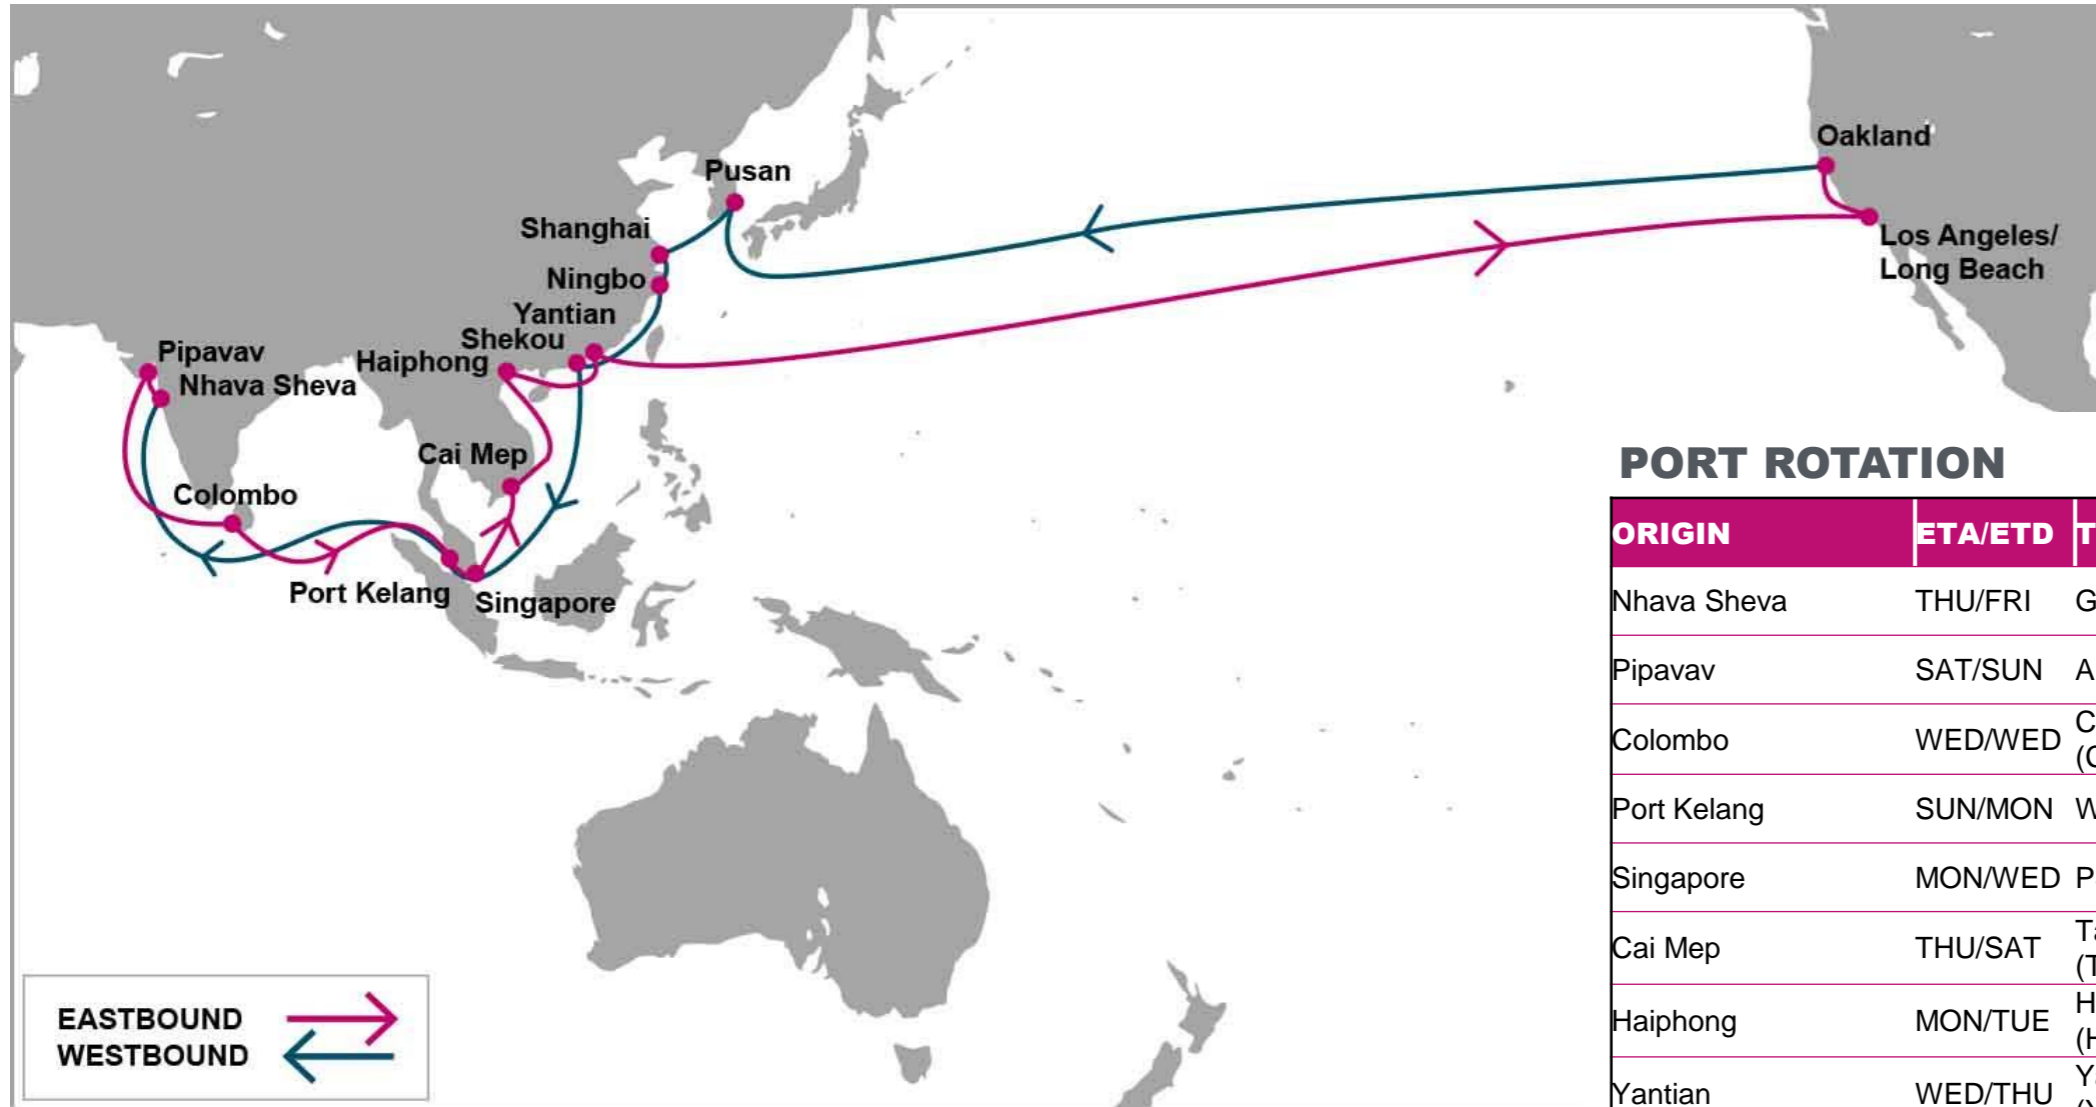 Oakland
Pusan
Shanghai
Los Angeles/
Long Beach
Ningbo
Yantian
Shekou
Pipavav
Haiphong
Nhava Sheva
Cai Mep
Colombo
Port Kelang
Singapore
EASTBOUND
WESTBOUND
PORT ROTATION
ORIGIN ETA/ETD T
Nhava Sheva THU/FRI G
Pipavav SAT/SUN A
Colombo WED/WED C
(C
Port Kelang SUN/MON W
Singapore MON/WED P
Cai Mep THU/SAT Ta
(T
Haiphong MON/TUE H
(H
Yantian WED/THU Y